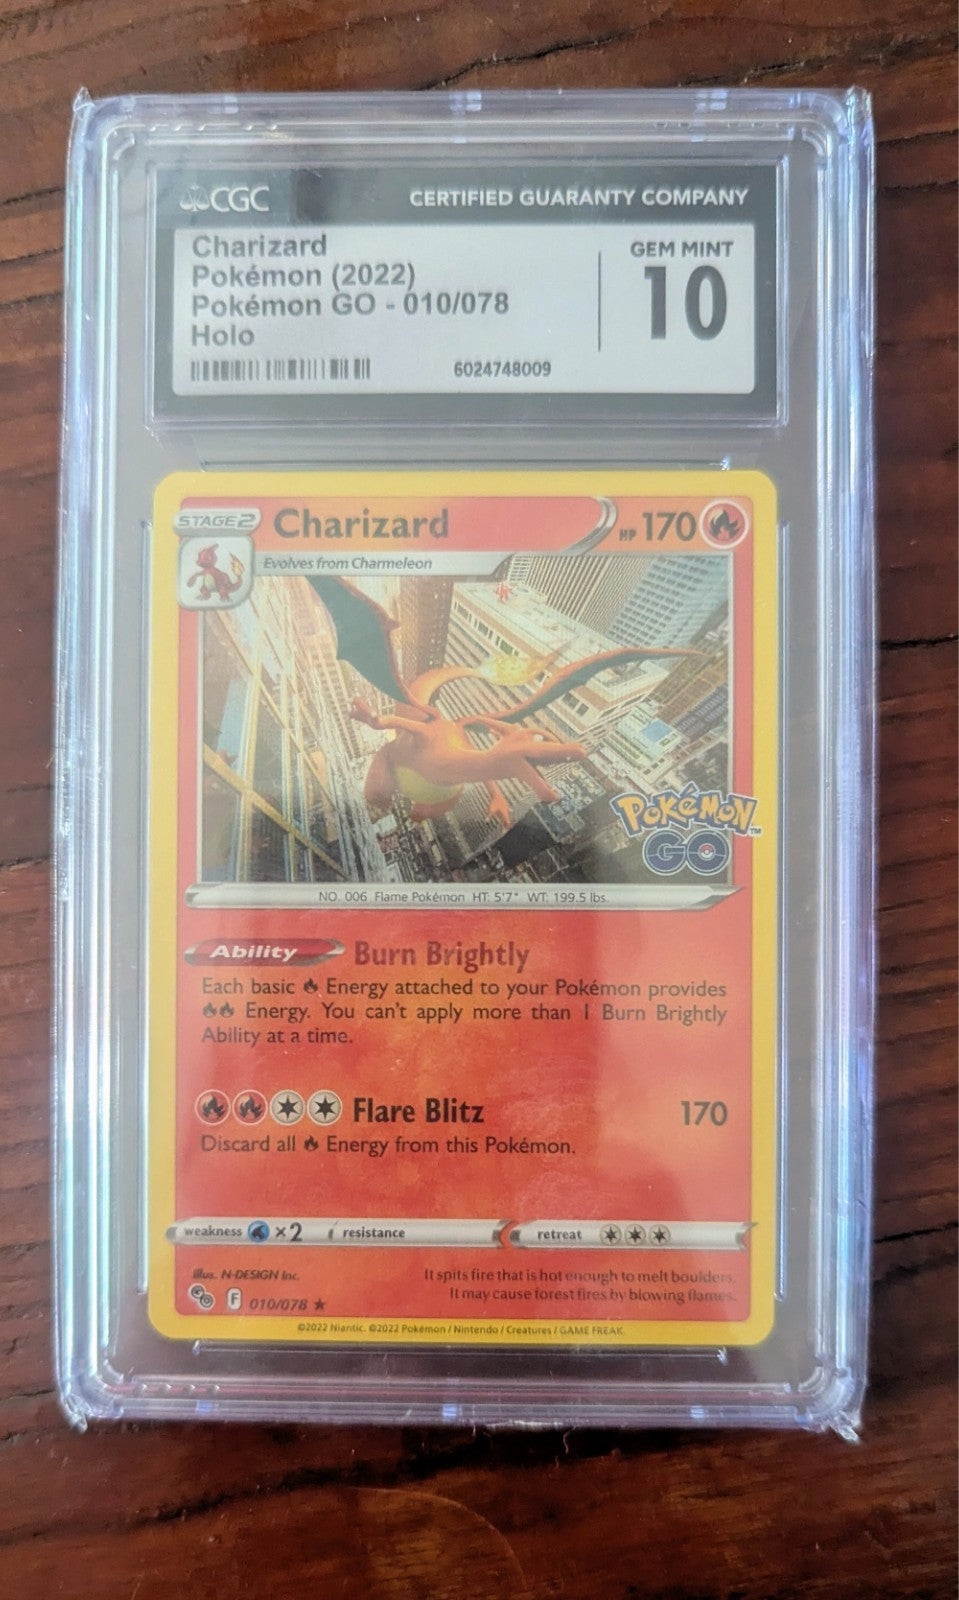 CGC CERTIFIED GUARANTY COMPANY
Charizard
Pokémon (2022)
Pokémon GO - 010/078
Holo
GEM MINT
10
6024748009
STAGE 2 Charizard HP 170
Evolves from Charmeleon
POKÉMON™
GO
NO. 006 Flame Pokémon HT: 5'7" WT: 199.5 lbs.
Ability Burn Brightly
Each basic Energy attached to your Pokémon provides
Energy. You can't apply more than 1 Burn Brightly
Ability at a time.
Flare Blitz 170
Discard all Energy from this Pokémon.
weakness ×2 resistance retreat
Illus. N-DESIGN Inc.
F 010/078 ★
It spits fire that is hot enough to melt boulders.
It may cause forest fires by blowing flames.
©2022 Niantic. ©2022 Pokémon / Nintendo / Creatures / GAME FREAK.